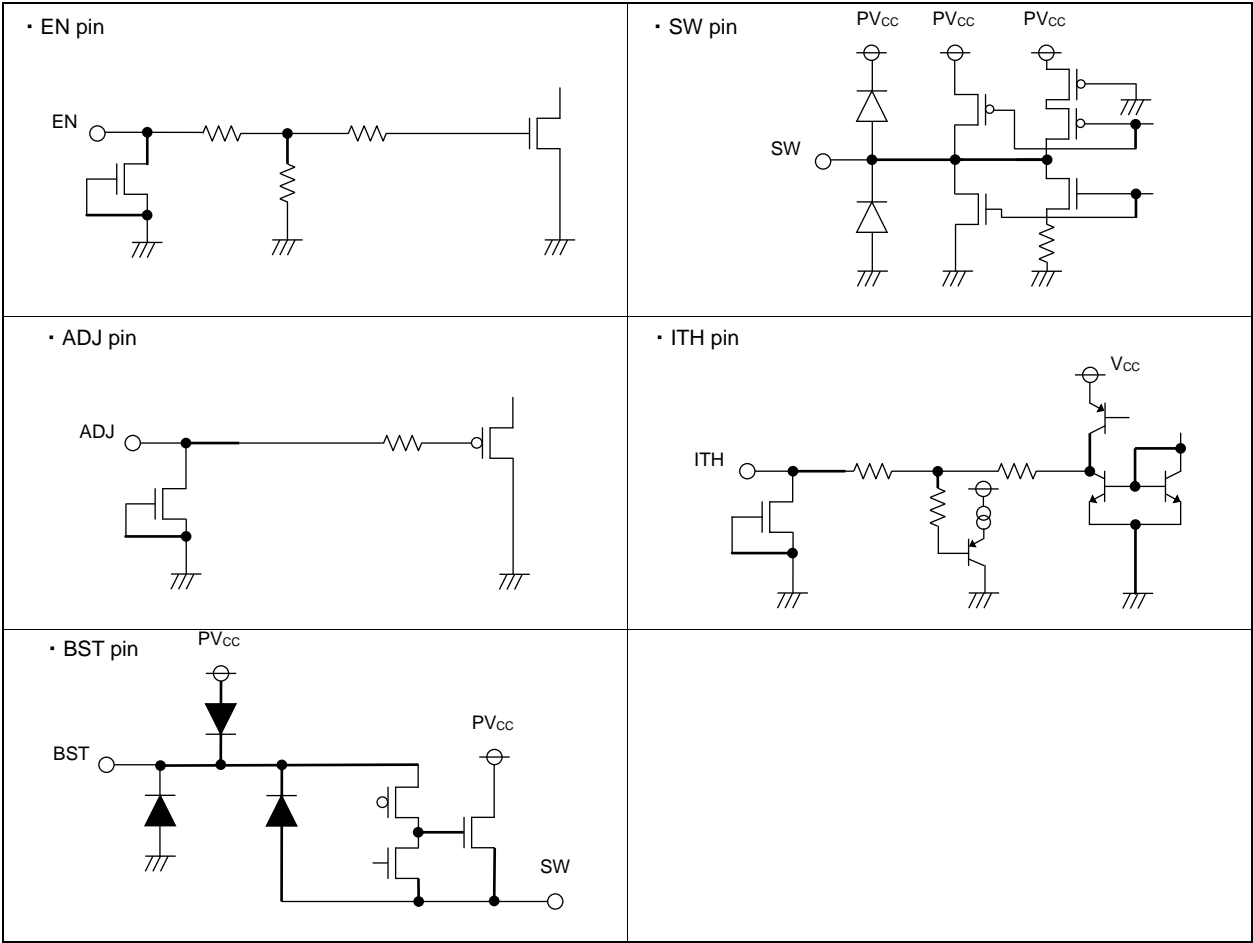 ・EN pin
EN
・SW pin
PVCC PVCC PVCC
SW
・ADJ pin
ADJ
・ITH pin
VCC
ITH
・BST pin
PVCC
PVCC
BST
SW